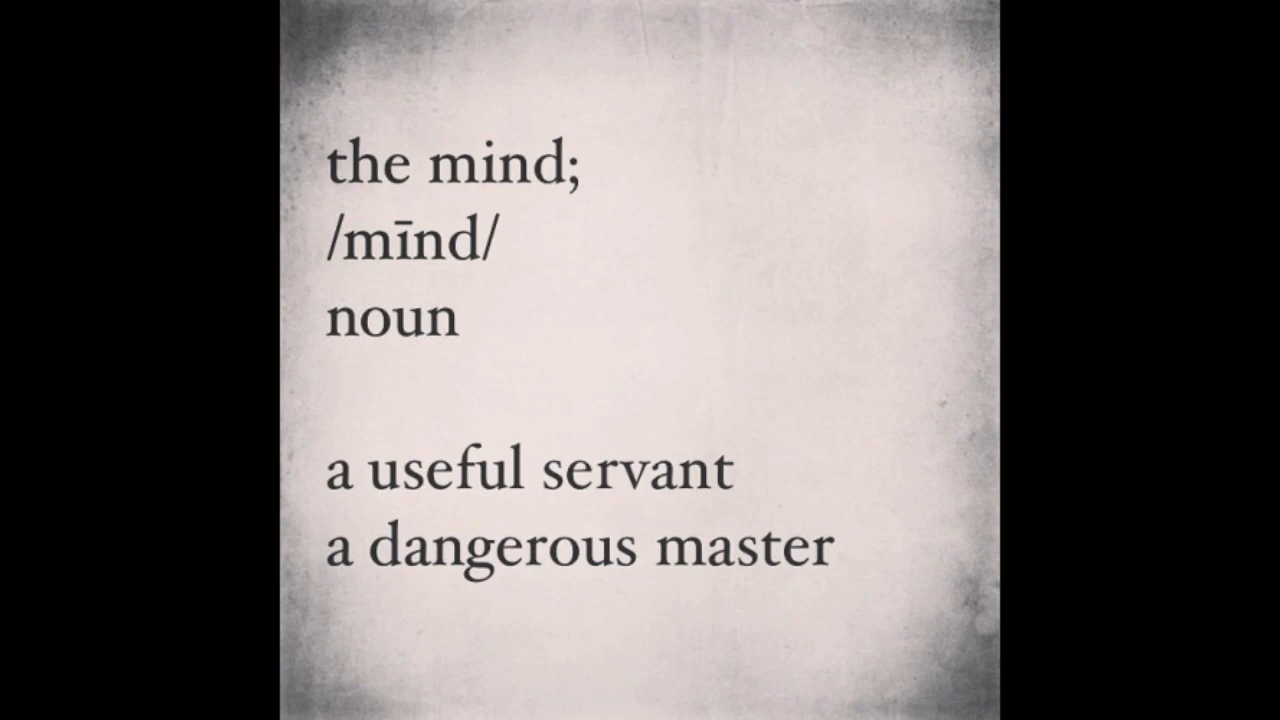 the mind;
/mīnd/
noun
a useful servant
a dangerous master